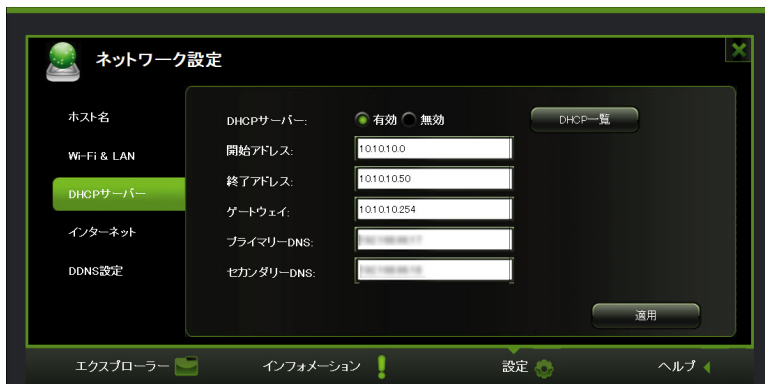 ネットワーク設定
ホスト名
Wi-Fi & LAN
DHCPサーバー
インターネット
DDNS設定
DHCPサーバー: 有効 無効 DHCP一覧
開始アドレス: 10.10.10.0
終了アドレス: 10.10.10.50
ゲートウェイ: 10.10.10.254
プライマリーDNS:
セカンダリーDNS:
適用
エクスプローラー インフォメーション 設定 ヘルプ